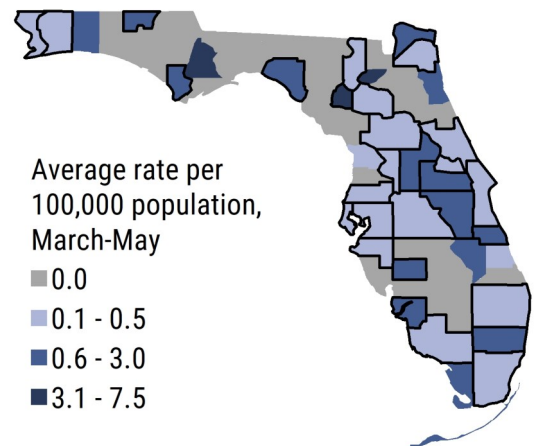 Average rate per
100,000 population,
March-May
0.0
0.1 - 0.5
0.6 - 3.0
3.1 - 7.5